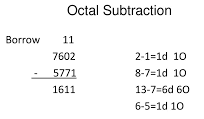 Octal Subtraction
Borrow 11
7602 2-1=1d 1O
- 5771 8-7=1d 1O
1611 13-7=6d 6O
6-5=1d 1O